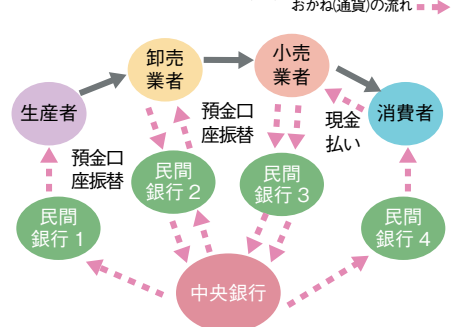 おかね(通貨)の流れ
卸売
業者
小売
業者
生産者
消費者
預金口
座振替
現金
払い
預金口
座振替
民間
銀行2
民間
銀行3
民間
銀行1
民間
銀行4
中央銀行